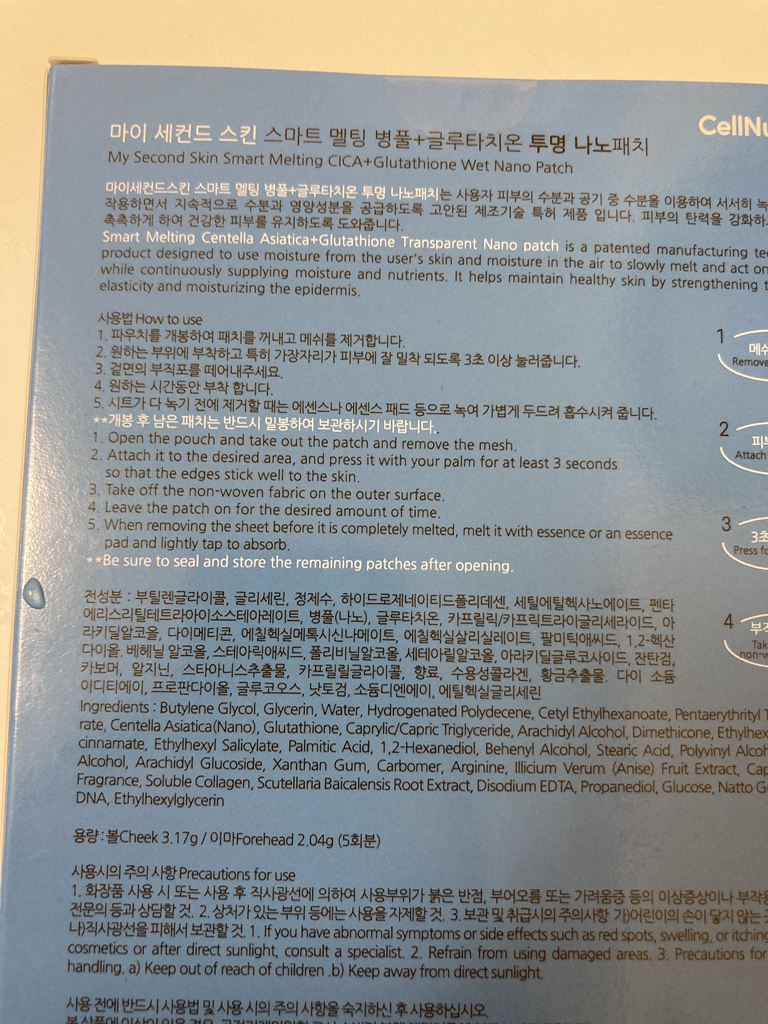 CellNu
마이 세컨드 스킨 스마트 멜팅 병풀+글루타치온 투명 나노패치
My Second Skin Smart Melting CICA+Glutathione Wet Nano Patch
마이세컨드스킨 스마트 멜팅 병풀+글루타치온 투명 나노패치는 사용자 피부의 수분과 공기 중 수분을 이용하여 서서히 녹
작용하면서 지속적으로 수분과 영양성분을 공급하도록 고안된 제조기술 특허 제품 입니다. 피부의 탄력을 강화하
촉촉하게 하여 건강한 피부를 유지하도록 도와줍니다.
Smart Melting Centella Asiatica+Glutathione Transparent Nano patch is a patented manufacturing te
product designed to use moisture from the user's skin and moisture in the air to slowly melt and act on
while continuously supplying moisture and nutrients. It helps maintain healthy skin by strengthening t
elasticity and moisturizing the epidermis.
사용법 How to use
1. 파우치를 개봉하여 패치를 꺼내고 메쉬를 제거합니다.
2. 원하는 부위에 부착하고 특히 가장자리가 피부에 잘 밀착 되도록 3초 이상 눌러줍니다.
3. 겉면의 부직포를 떼어내주세요.
4. 원하는 시간동안 부착 합니다.
5. 시트가 다 녹기 전에 제거할 때는 에센스나 에센스 패드 등으로 녹여 가볍게 두드려 흡수시켜 줍니다.
**개봉 후 남은 패치는 반드시 밀봉하여 보관하시기 바랍니다.
1. Open the pouch and take out the patch and remove the mesh.
2. Attach it to the desired area, and press it with your palm for at least 3 seconds
so that the edges stick well to the skin.
3. Take off the non-woven fabric on the outer surface.
4. Leave the patch on for the desired amount of time.
5. When removing the sheet before it is completely melted, melt it with essence or an essence
pad and lightly tap to absorb.
**Be sure to seal and store the remaining patches after opening.
1
메쉬
Remove
2
피
Attach
3
3초
Press fo
4
부직
Tak
non-w
전성분 : 부틸렌글라이콜, 글리세린, 정제수, 하이드로제네이티드폴리데센, 세틸에틸헥사노에이트, 펜타
에리스리틸테트라아이소스테아레이트, 병풀(나노), 글루타치온, 카프릴릭/카프릭트라이글리세라이드, 아
라키딜알코올, 다이메티콘, 에칠헥실메톡시신나메이트, 에칠헥실살리실레이트, 팔미틱애씨드, 1,2-헥산
다이올, 베헤닐 알코올, 스테아릭애씨드, 폴리비닐알코올, 세테아릴알코올, 아라키딜글루코사이드, 잔탄검,
카보머, 알지닌, 스타아니스추출물, 카프릴릴글라이콜, 향료, 수용성콜라겐, 황금추출물. 다이 소듐
이디티에이, 프로판다이올, 글루코오스, 낫토검, 소듐디엔에이, 에틸헥실글리세린
Ingredients : Butylene Glycol, Glycerin, Water, Hydrogenated Polydecene, Cetyl Ethylhexanoate, Pentaerythrityl T
rate, Centella Asiatica(Nano), Glutathione, Caprylic/Capric Triglyceride, Arachidyl Alcohol, Dimethicone, Ethylhex
cinnamate, Ethylhexyl Salicylate, Palmitic Acid, 1,2-Hexanediol, Behenyl Alcohol, Stearic Acid, Polyvinyl Alcoh
Alcohol, Arachidyl Glucoside, Xanthan Gum, Carbomer, Arginine, Illicium Verum (Anise) Fruit Extract, Cap
Fragrance, Soluble Collagen, Scutellaria Baicalensis Root Extract, Disodium EDTA, Propanediol, Glucose, Natto G
DNA, Ethylhexylglycerin
용량 : 볼Cheek 3.17g / 이마Forehead 2.04g (5회분)
사용시의 주의 사항 Precautions for use
1. 화장품 사용 시 또는 사용 후 직사광선에 의하여 사용부위가 붉은 반점, 부어오름 또는 가려움증 등의 이상증상이나 부작용
전문의 등과 상담할 것. 2. 상처가 있는 부위 등에는 사용을 자제할 것. 3. 보관 및 취급시의 주의사항 가)어린이의 손이 닿지 않는
나)직사광선을 피해서 보관할 것. 1. If you have abnormal symptoms or side effects such as red spots, swelling, or itching
cosmetics or after direct sunlight, consult a specialist. 2. Refrain from using damaged areas. 3. Precautions for
handling. a) Keep out of reach of children .b) Keep away from direct sunlight.
사용 전에 반드시 사용법 및 사용 시의 주의 사항을 숙지하신 후 사용하십시오.